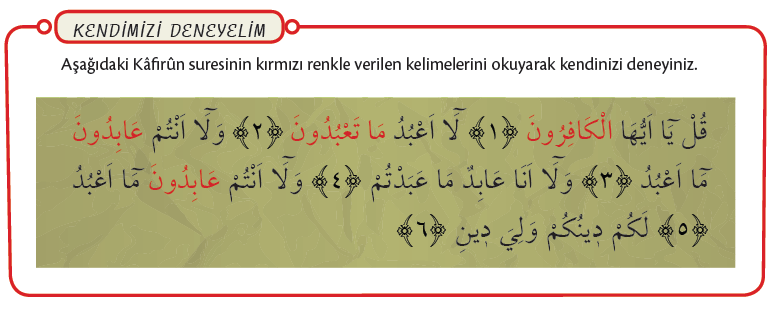 KENDİMİZİ DENEYELİM
Aşağıdaki Kâfirûn suresinin kırmızı renkle verilen kelimelerini okuyarak kendinizi deneyiniz.
قُلْ يَٓا اَيُّهَا الْكَافِرُونَ ﴿١﴾ لَٓا اَعْبُدُ مَا تَعْبُدُونَ ﴿٢﴾ وَلَٓا اَنْتُمْ عَابِدُونَ
مَٓا اَعْبُدُ ﴿٣﴾ وَلَٓا اَنَا عَابِدٌ مَا عَبَدْتُمْ ﴿٤﴾ وَلَٓا اَنْتُمْ عَابِدُونَ مَٓا اَعْبُدُ
﴿٥﴾ لَكُمْ دٖينُكُمْ وَلِيَ دٖينِ ﴿٦﴾